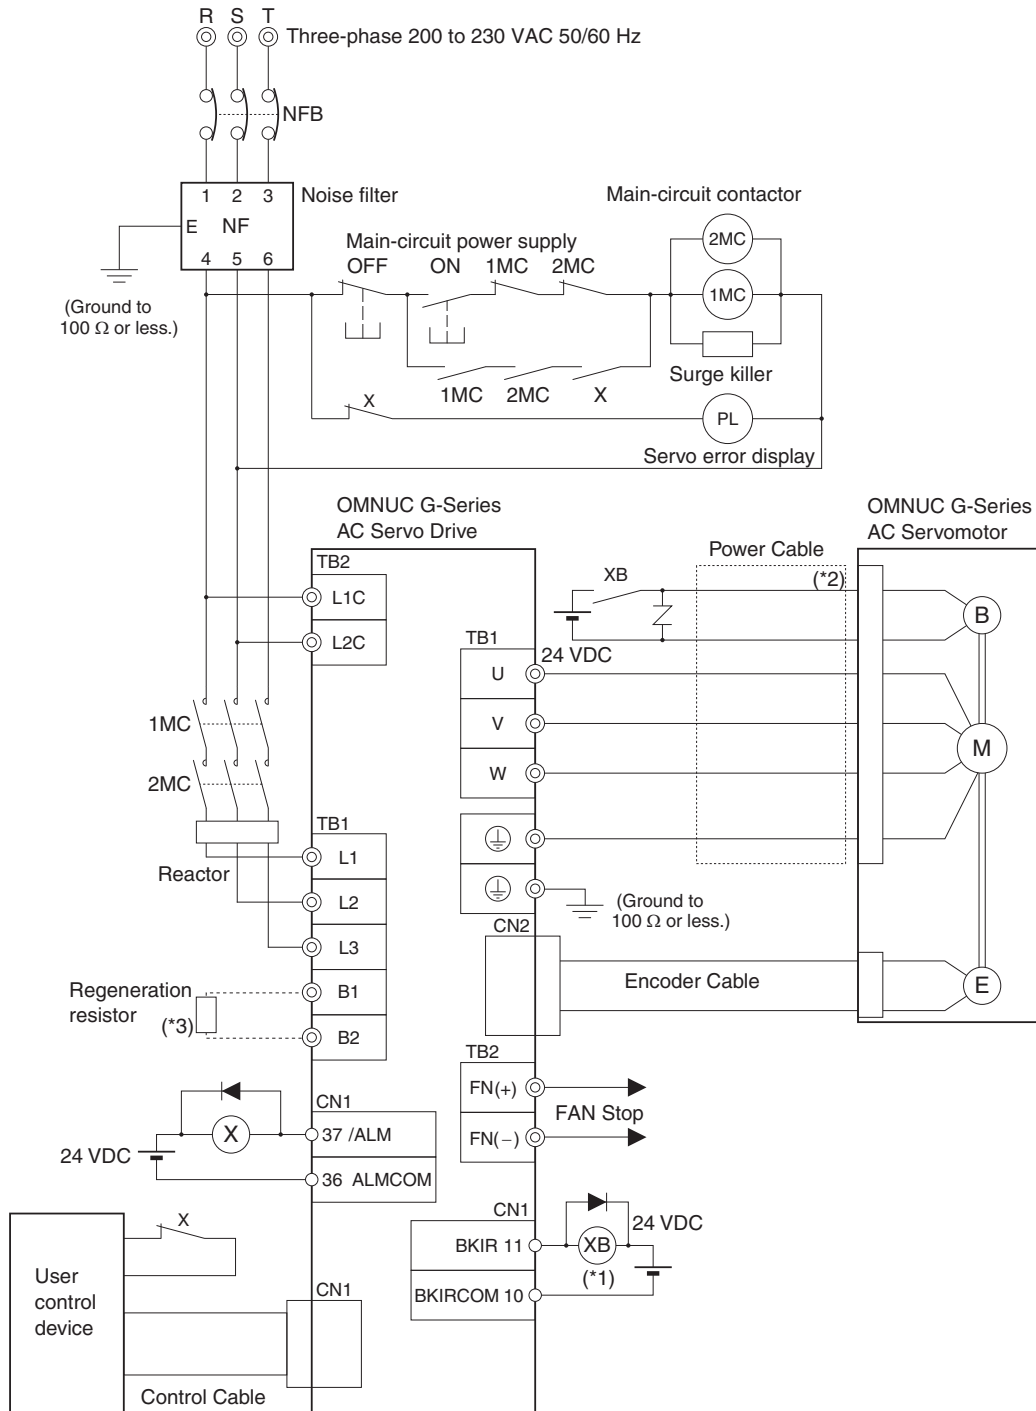 R S T
Three-phase 200 to 230 VAC 50/60 Hz
NFB
1 2 3
Noise filter
E NF
4 5 6
(Ground to
100 Ω or less.)
Main-circuit power supply
OFF ON 1MC 2MC
Main-circuit contactor
2MC
1MC
Surge killer
1MC 2MC X
X
PL
Servo error display
OMNUC G-Series
AC Servo Drive
OMNUC G-Series
AC Servomotor
TB2
L1C
L2C
Power Cable
(*2)
XB
24 VDC
B
TB1
U
V
W
M
1MC
2MC
Reactor
TB1
L1
L2
L3
B1
B2
(Ground to
100 Ω or less.)
CN2
Encoder Cable
E
Regeneration
resistor
(*3)
TB2
FN(+)
FN(−)
FAN Stop
CN1
37 /ALM
36 ALMCOM
X
24 VDC
CN1
BKIR 11
BKIRCOM 10
XB
(*1)
24 VDC
X
User
control
device
CN1
Control Cable